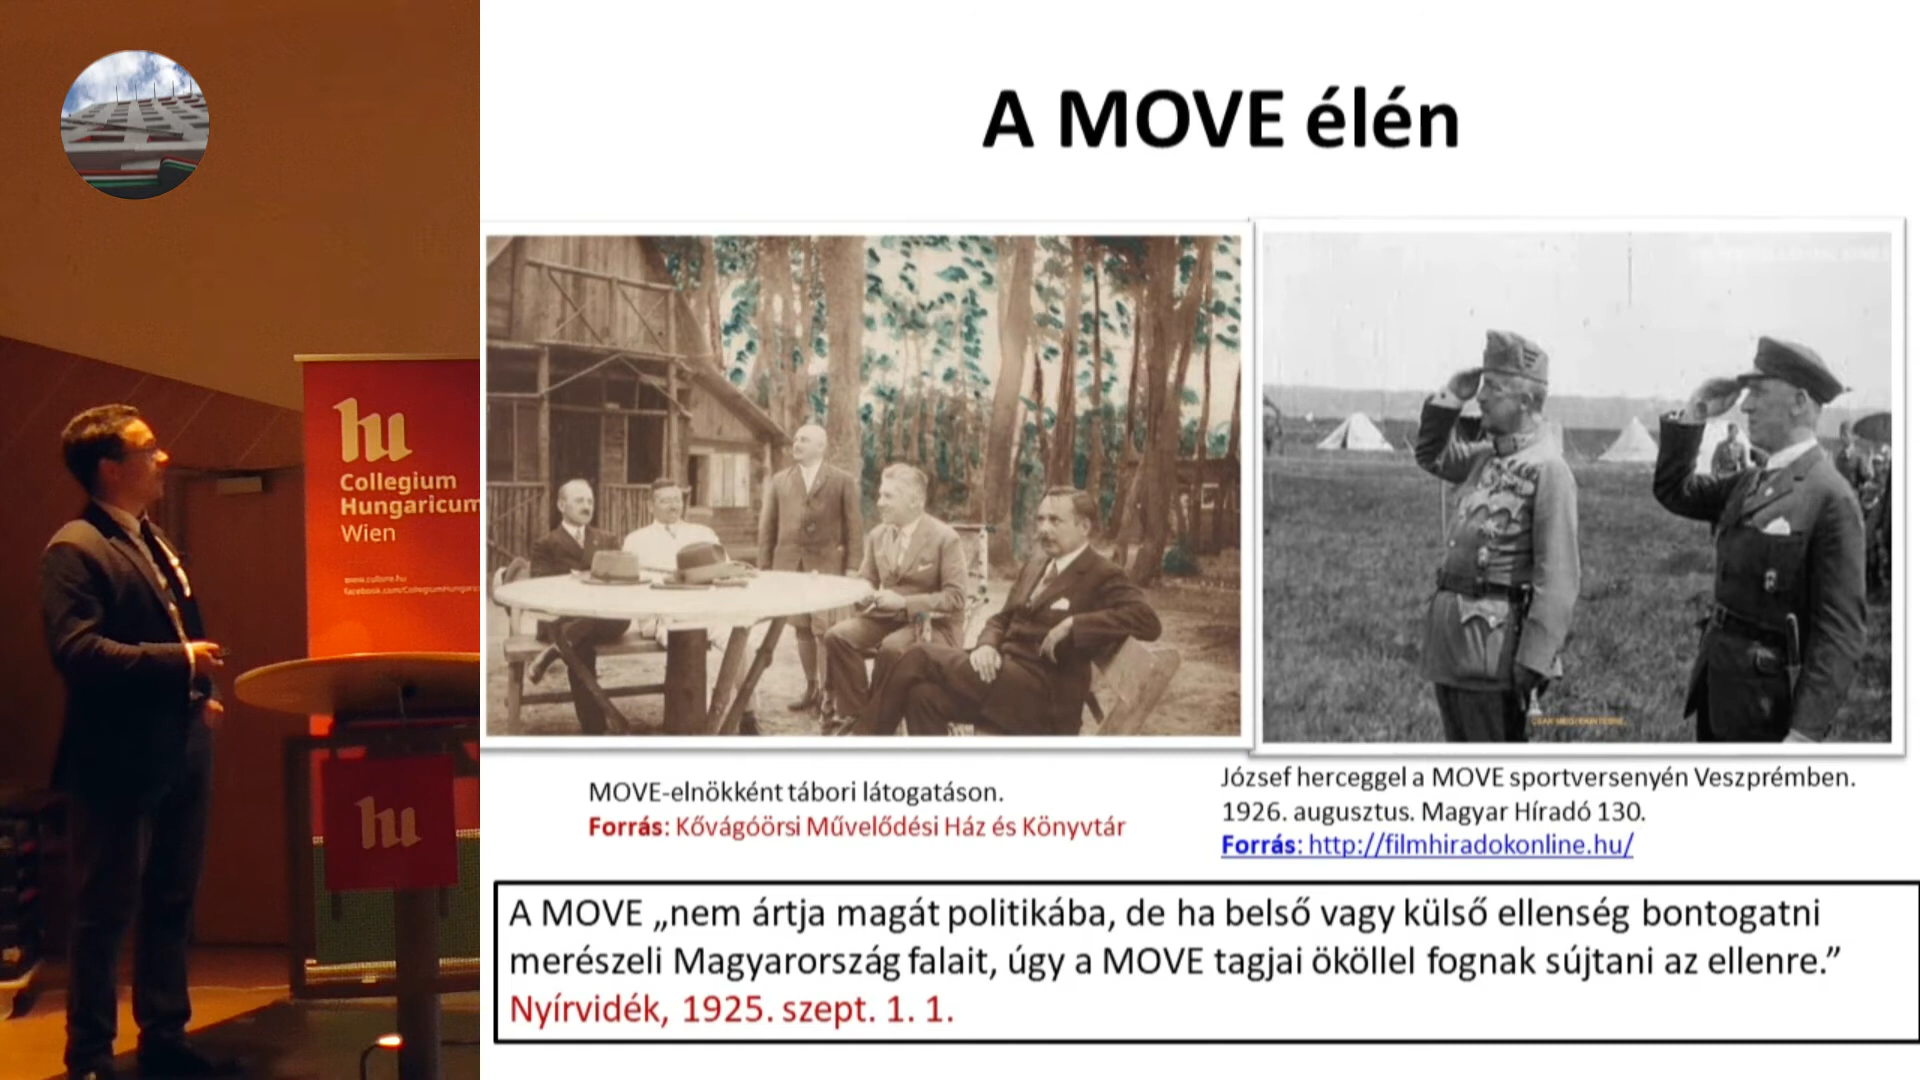 A MOVE élén
hu
Collegium
Hungaricum
Wien
www.culture.hu
hu
CSAK MEGTEKINTÉSRE
MOVE-elnökként tábori látogatáson.
Forrás: Kővágóörsi Művelődési Ház és Könyvtár
József herceggel a MOVE sportversenyén Veszprémben.
1926. augusztus. Magyar Híradó 130.
Forrás: http://filmhiradokonline.hu/
A MOVE „nem ártja magát politikába, de ha belső vagy külső ellenség bontogatni
merészeli Magyarország falait, úgy a MOVE tagjai ököllel fognak sújtani az ellenre.”
Nyírvidék, 1925. szept. 1. 1.